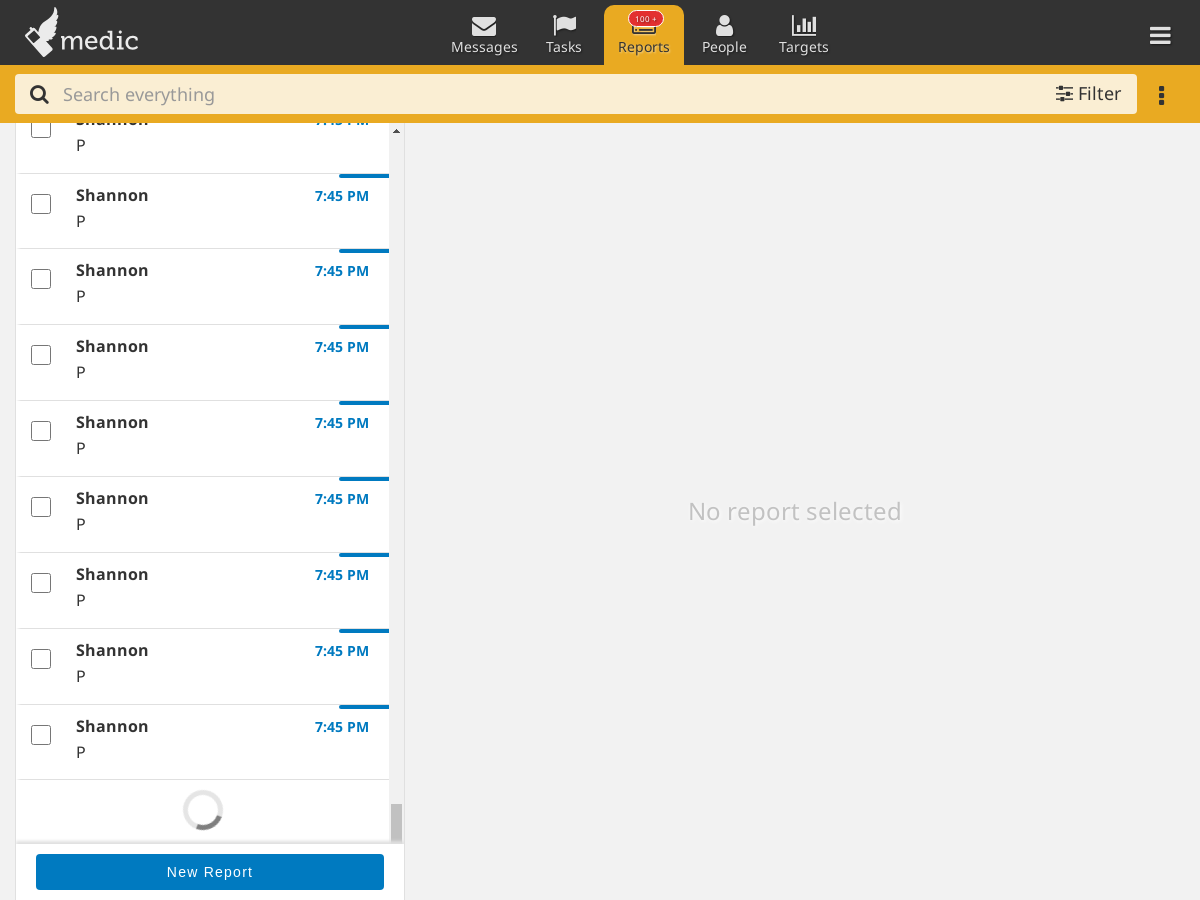 medic
Messages
Tasks
100 +
Reports
People
Targets
Search everything
Filter
P
Shannon 7:45 PM
P
Shannon 7:45 PM
P
Shannon 7:45 PM
P
Shannon 7:45 PM
P
Shannon 7:45 PM
P
Shannon 7:45 PM
P
Shannon 7:45 PM
P
Shannon 7:45 PM
P
No report selected
New Report